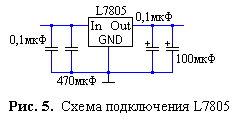 L7805
0,1мкФ
In Out
0,1мкФ
GND
+
+
470мкФ
100мкФ
Рис. 5. Схема подключения L7805